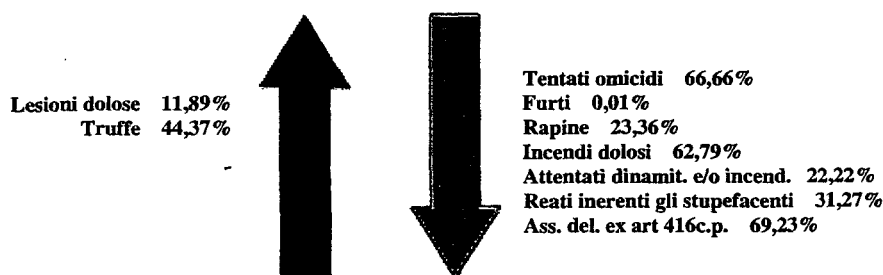 Lesioni dolose 11,89%
Truffe 44,37%
Tentati omicidi 66,66%
Furti 0,01%
Rapine 23,36%
Incendi dolosi 62,79%
Attentati dinamit. e/o incend. 22,22%
Reati inerenti gli stupefacenti 31,27%
Ass. del. ex art 416c.p. 69,23%